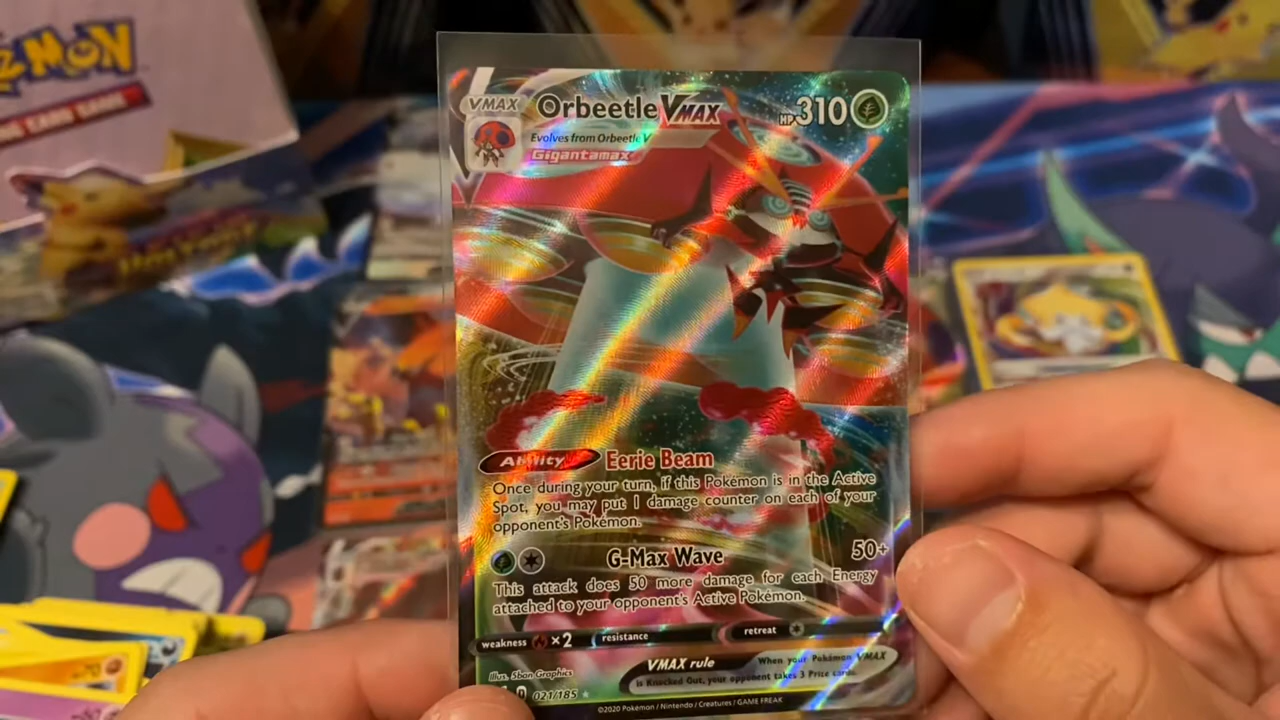 VMAX Orbeetle VMAX HP 310
Evolves from Orbeetle V
Gigantamax
Ability Eerie Beam
Once during your turn, if this Pokémon is in the Active
Spot, you may put 1 damage counter on each of your
opponent's Pokémon.
G-Max Wave 50+
This attack does 50 more damage for each Energy
attached to your opponent's Active Pokémon.
weakness ×2 resistance retreat
VMAX rule When your Pokémon VMAX
is Knocked Out, your opponent takes 3 Prize cards.
Illus. 5ban Graphics
D 021/185
©2020 Pokémon / Nintendo / Creatures / GAME FREAK